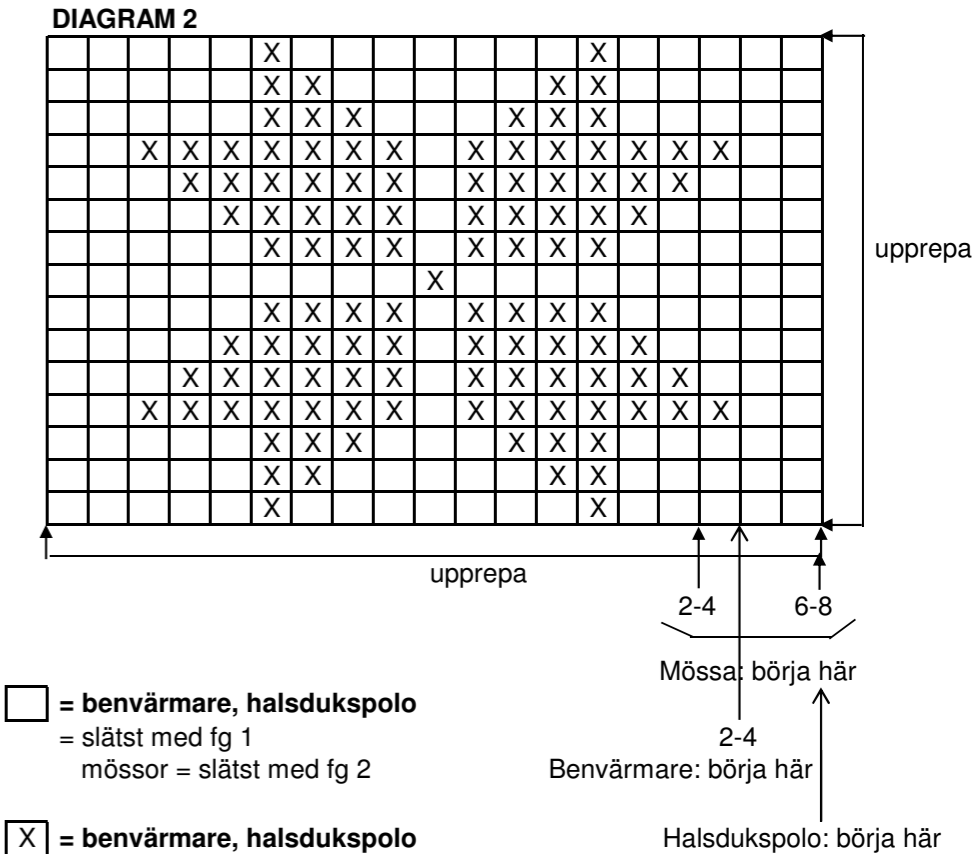 DIAGRAM 2
X X
X X X X
X X X X X X
X X X X X X X X X X X X X X
X X X X X X X X X X X X
X X X X X X X X X X
X X X X X X X X
upprepa
X
X X X X X X X X
X X X X X X X X X X
X X X X X X X X X X X X
X X X X X X X X X X X X X X
X X X X X X
X X X X
X X
upprepa
2-4 6-8
Mössa: börja här
= benvärmare, halsdukspolo
= slätst med fg 1
mössor = slätst med fg 2
2-4
Benvärmare: börja här
X = benvärmare, halsdukspolo
Halsdukspolo: börja här